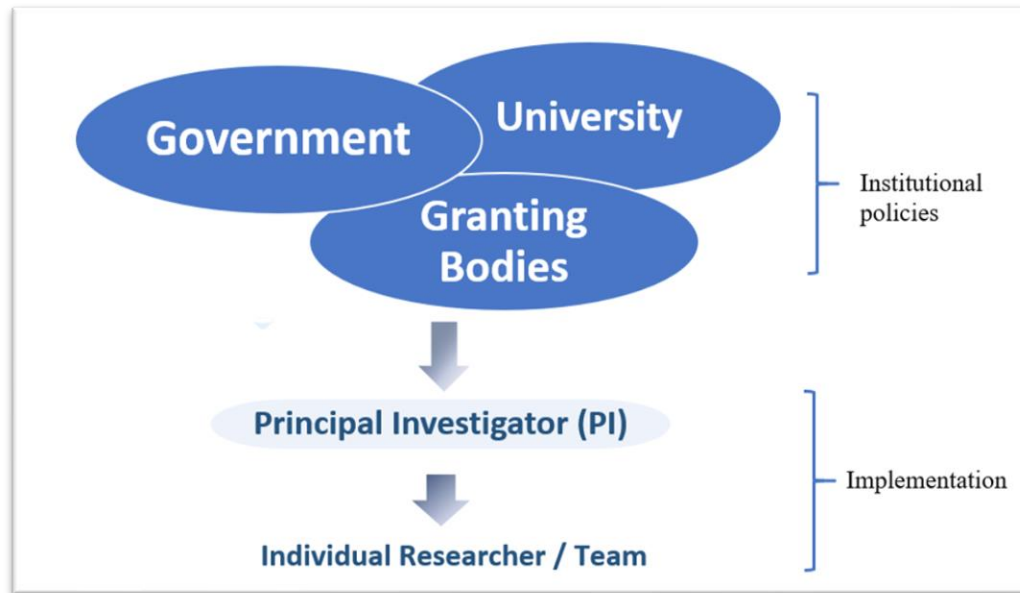 Government
University
Granting
Bodies
Institutional
policies
Principal Investigator (PI)
Implementation
Individual Researcher / Team